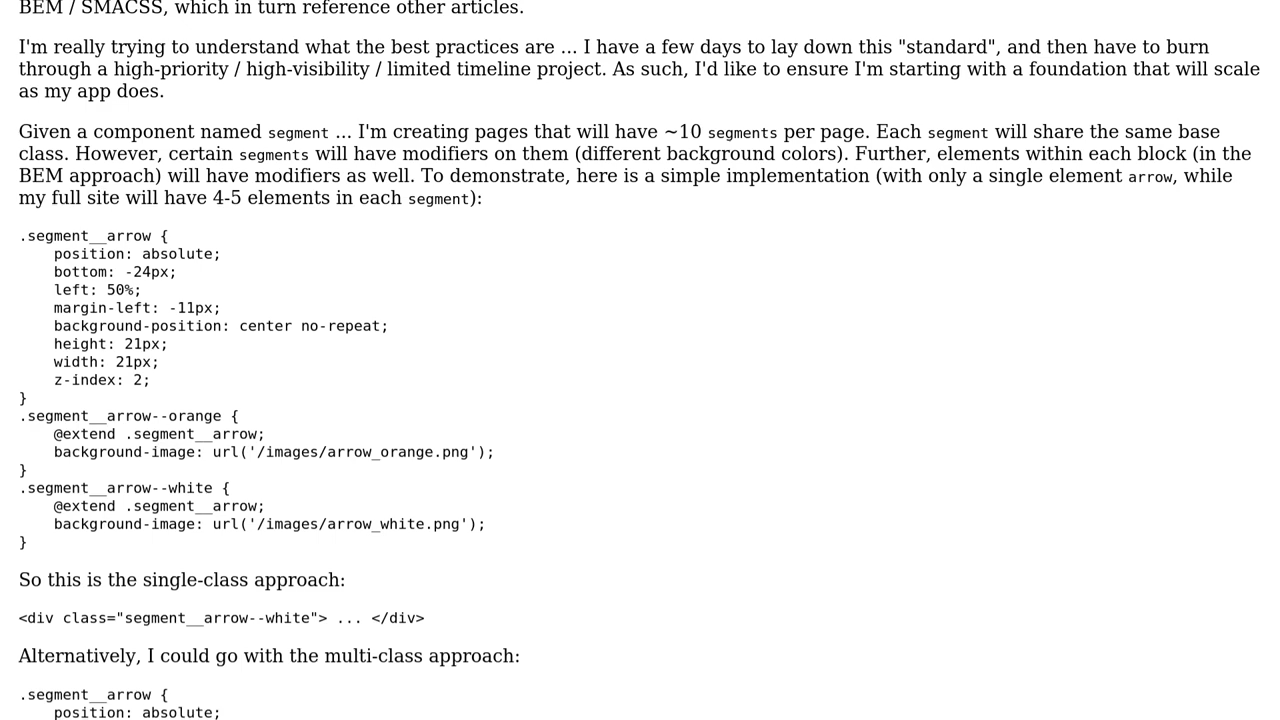 BEM / SMACSS, which in turn reference other articles.
I'm really trying to understand what the best practices are ... I have a few days to lay down this "standard", and then have to burn
through a high-priority / high-visibility / limited timeline project. As such, I'd like to ensure I'm starting with a foundation that will scale
as my app does.
Given a component named segment ... I'm creating pages that will have ~10 segments per page. Each segment will share the same base
class. However, certain segments will have modifiers on them (different background colors). Further, elements within each block (in the
BEM approach) will have modifiers as well. To demonstrate, here is a simple implementation (with only a single element arrow, while
my full site will have 4-5 elements in each segment):
.segment__arrow {
    position: absolute;
    bottom: -24px;
    left: 50%;
    margin-left: -11px;
    background-position: center no-repeat;
    height: 21px;
    width: 21px;
    z-index: 2;
}
.segment__arrow--orange {
    @extend .segment__arrow;
    background-image: url('/images/arrow_orange.png');
}
.segment__arrow--white {
    @extend .segment__arrow;
    background-image: url('/images/arrow_white.png');
}
So this is the single-class approach:
<div class="segment__arrow--white"> ... </div>
Alternatively, I could go with the multi-class approach:
.segment__arrow {
    position: absolute;